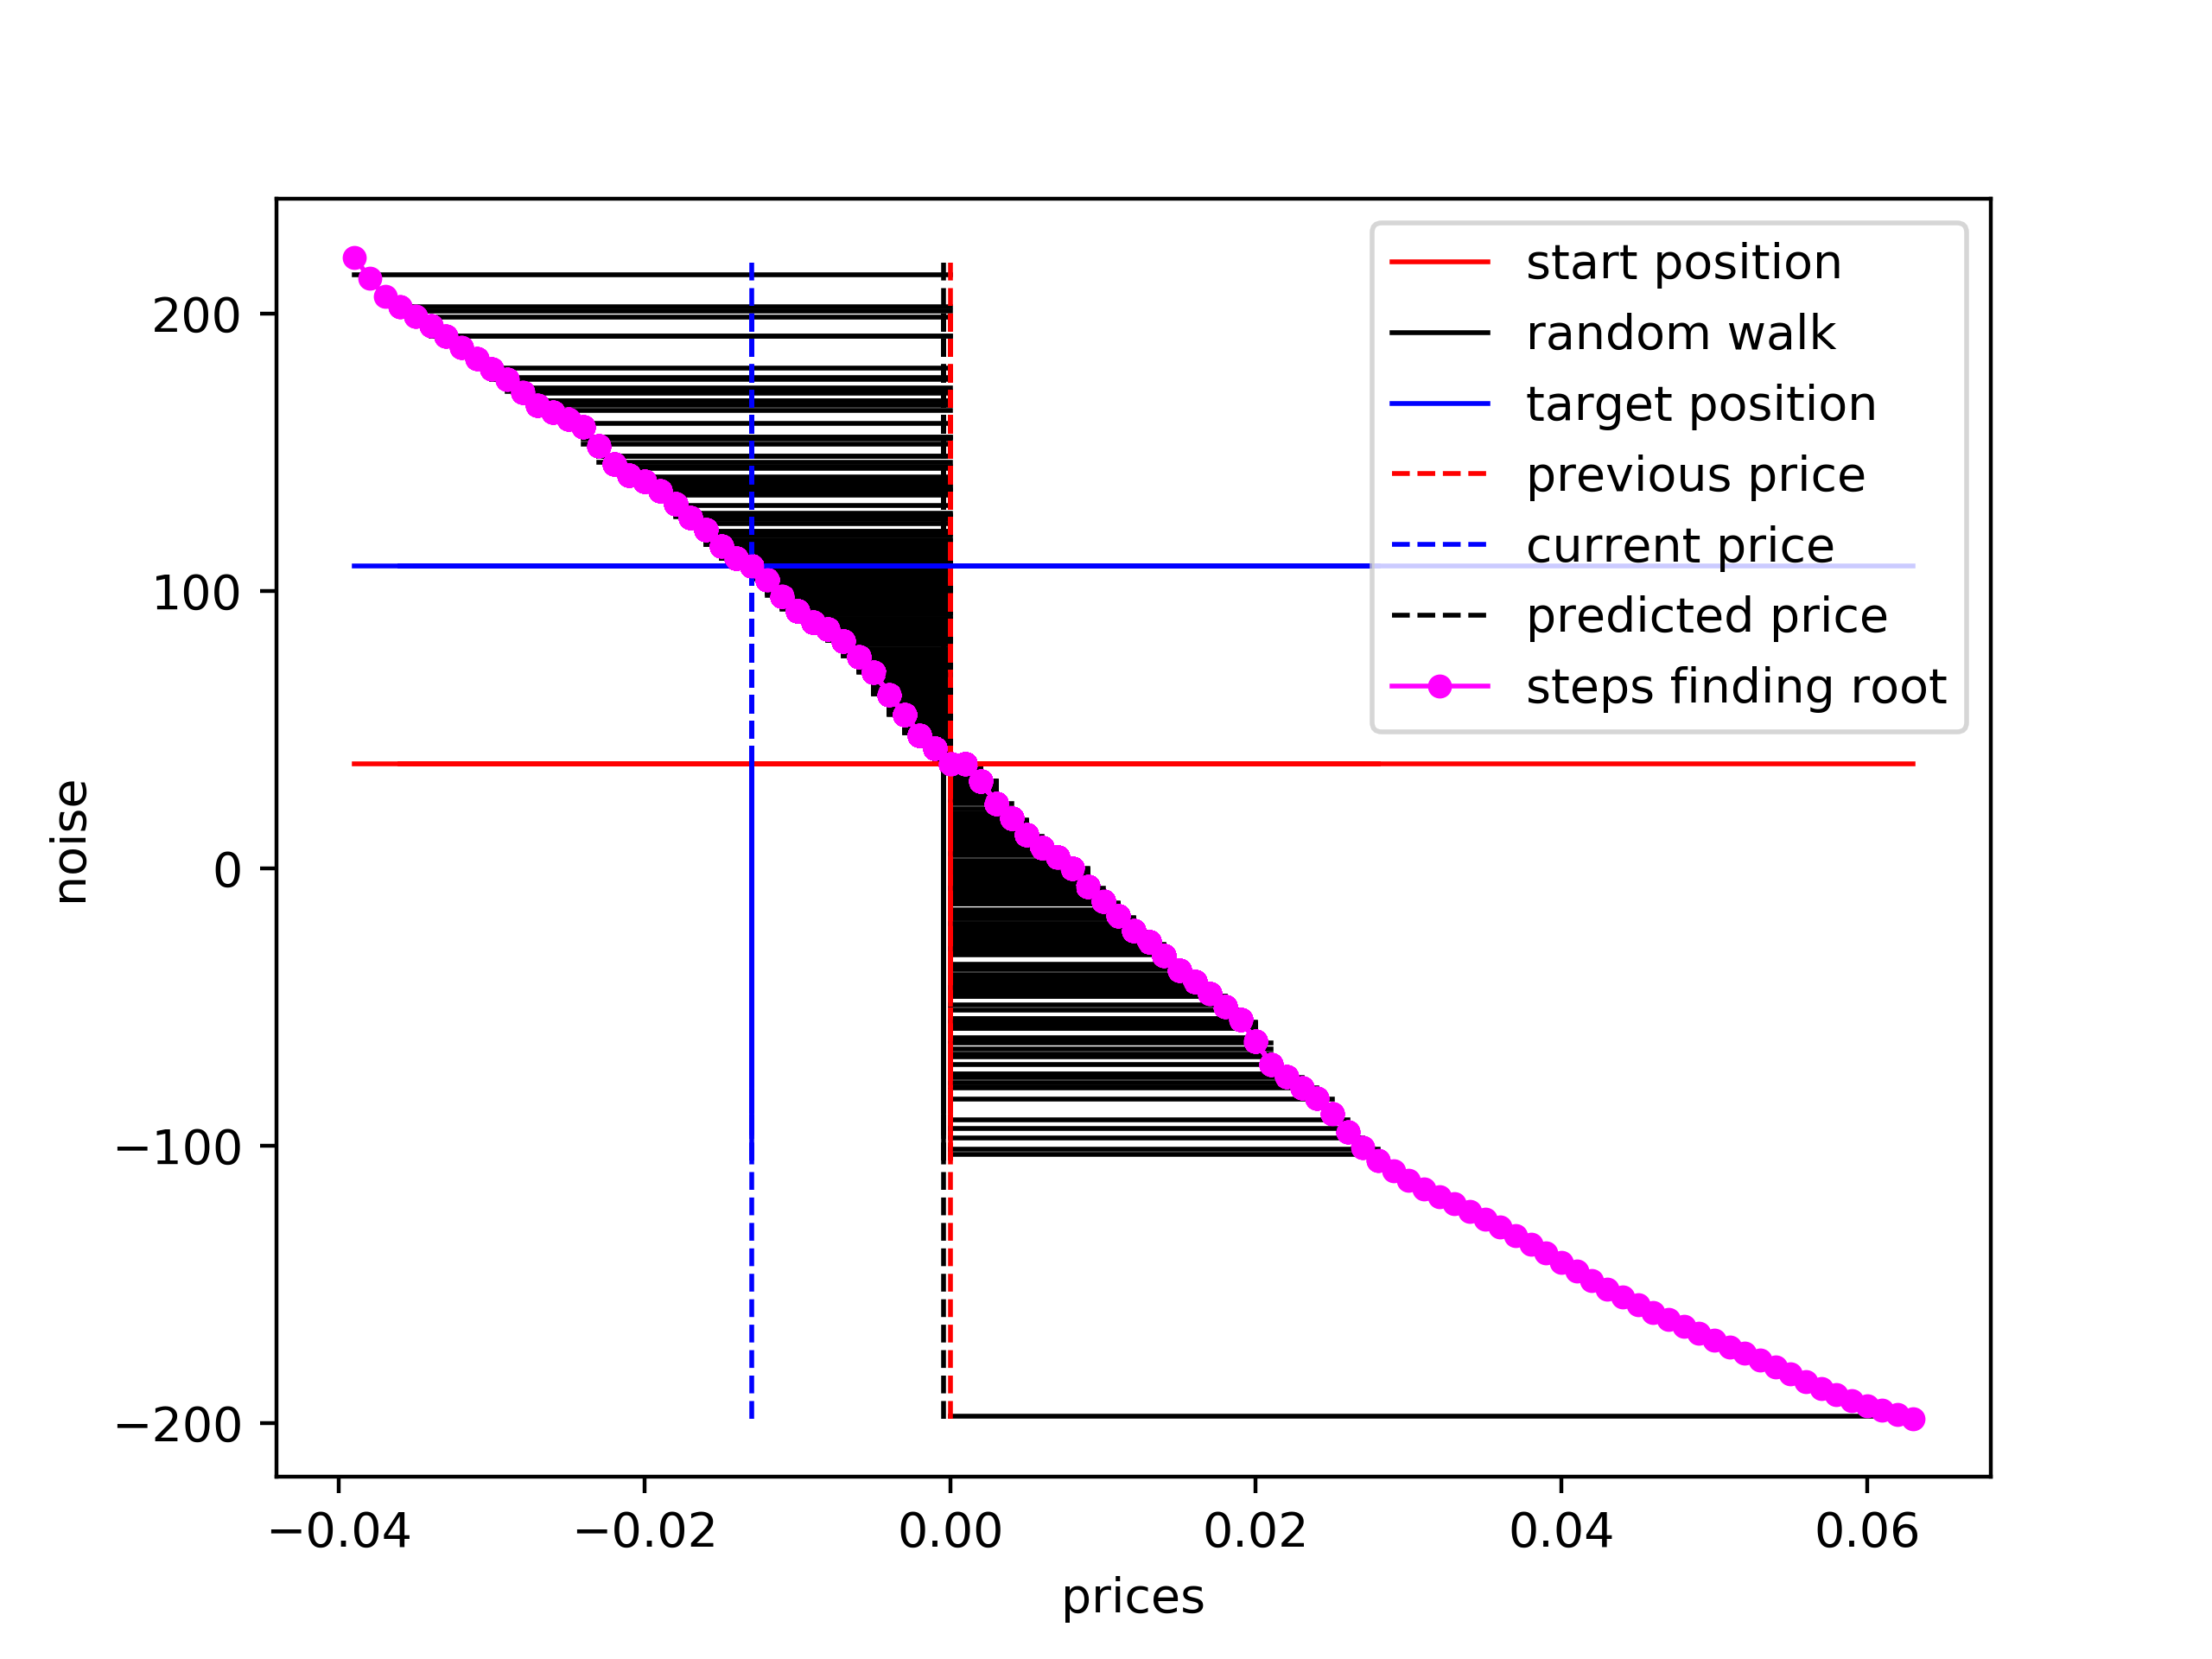 start position
random walk
target position
previous price
current price
predicted price
steps finding root
200
100
0
−100
−200
noise
−0.04 −0.02 0.00 0.02 0.04 0.06
prices